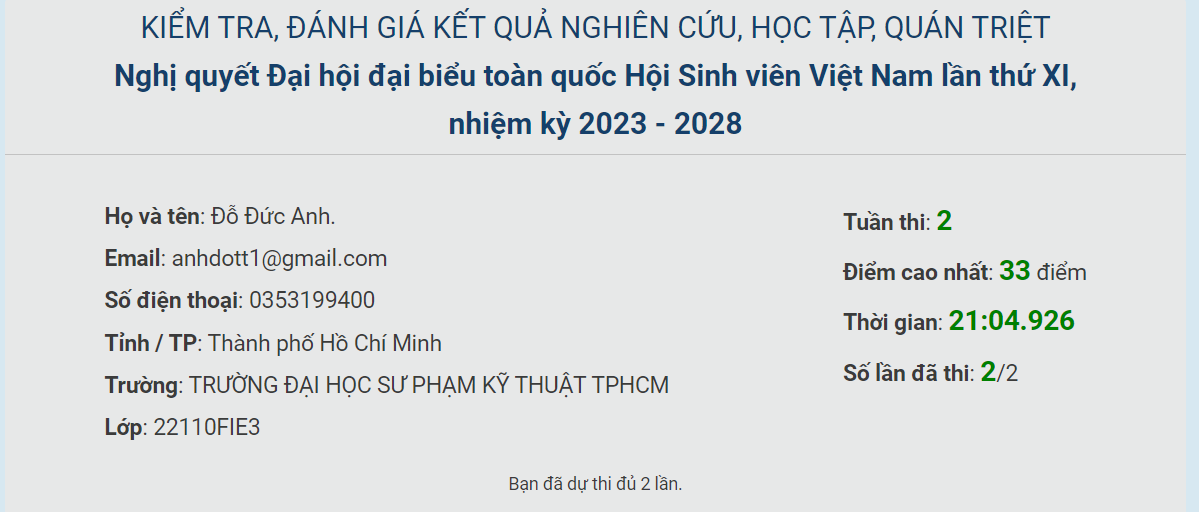 KIỂM TRA, ĐÁNH GIÁ KẾT QUẢ NGHIÊN CỨU, HỌC TẬP, QUÁN TRIỆT
Nghị quyết Đại hội đại biểu toàn quốc Hội Sinh viên Việt Nam lần thứ XI,
nhiệm kỳ 2023 - 2028
Họ và tên: Đỗ Đức Anh.
Email: anhdott1@gmail.com
Số điện thoại: 0353199400
Tỉnh / TP: Thành phố Hồ Chí Minh
Trường: TRƯỜNG ĐẠI HỌC SƯ PHẠM KỸ THUẬT TPHCM
Lớp: 22110FIE3
Tuần thi: 2
Điểm cao nhất: 33 điểm
Thời gian: 21:04.926
Số lần đã thi: 2/2
Bạn đã dự thi đủ 2 lần.